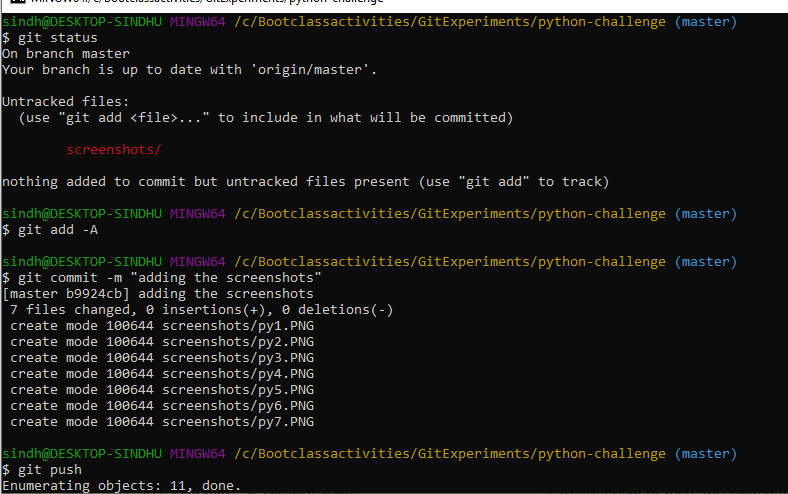 sindh@DESKTOP-SINDHU MINGW64 /c/Bootclassactivities/GitExperiments/python-challenge (master)
$ git status
On branch master
Your branch is up to date with 'origin/master'.
Untracked files:
  (use "git add <file>..." to include in what will be committed)
        screenshots/
nothing added to commit but untracked files present (use "git add" to track)
sindh@DESKTOP-SINDHU MINGW64 /c/Bootclassactivities/GitExperiments/python-challenge (master)
$ git add -A
sindh@DESKTOP-SINDHU MINGW64 /c/Bootclassactivities/GitExperiments/python-challenge (master)
$ git commit -m "adding the screenshots"
[master b9924cb] adding the screenshots
 7 files changed, 0 insertions(+), 0 deletions(-)
 create mode 100644 screenshots/py1.PNG
 create mode 100644 screenshots/py2.PNG
 create mode 100644 screenshots/py3.PNG
 create mode 100644 screenshots/py4.PNG
 create mode 100644 screenshots/py5.PNG
 create mode 100644 screenshots/py6.PNG
 create mode 100644 screenshots/py7.PNG
sindh@DESKTOP-SINDHU MINGW64 /c/Bootclassactivities/GitExperiments/python-challenge (master)
$ git push
Enumerating objects: 11, done.